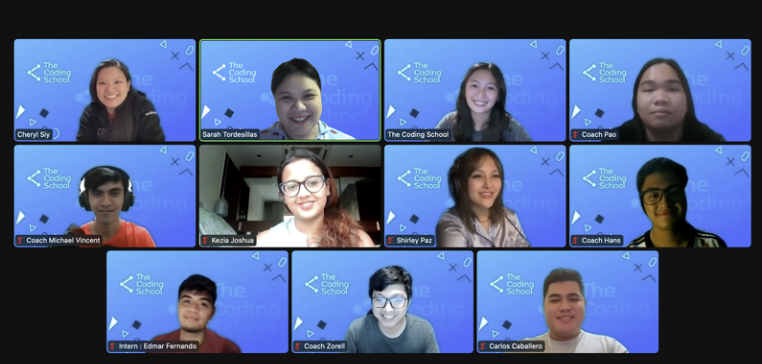 The
Coding
School
Cheryl Siy
The
Coding
School
Sarah Tordesillas
The
Coding
School
The Coding School
The
Coding
School
Coach Pao
The
Coding
School
Coach Michael Vincent
Kezia Joshua
The
Coding
School
Shirley Paz
The
Coding
School
Coach Hans
The
Coding
School
Intern : Edmar Fernando
The
Coding
School
Coach Zorell
The
Coding
School
Carlos Caballero